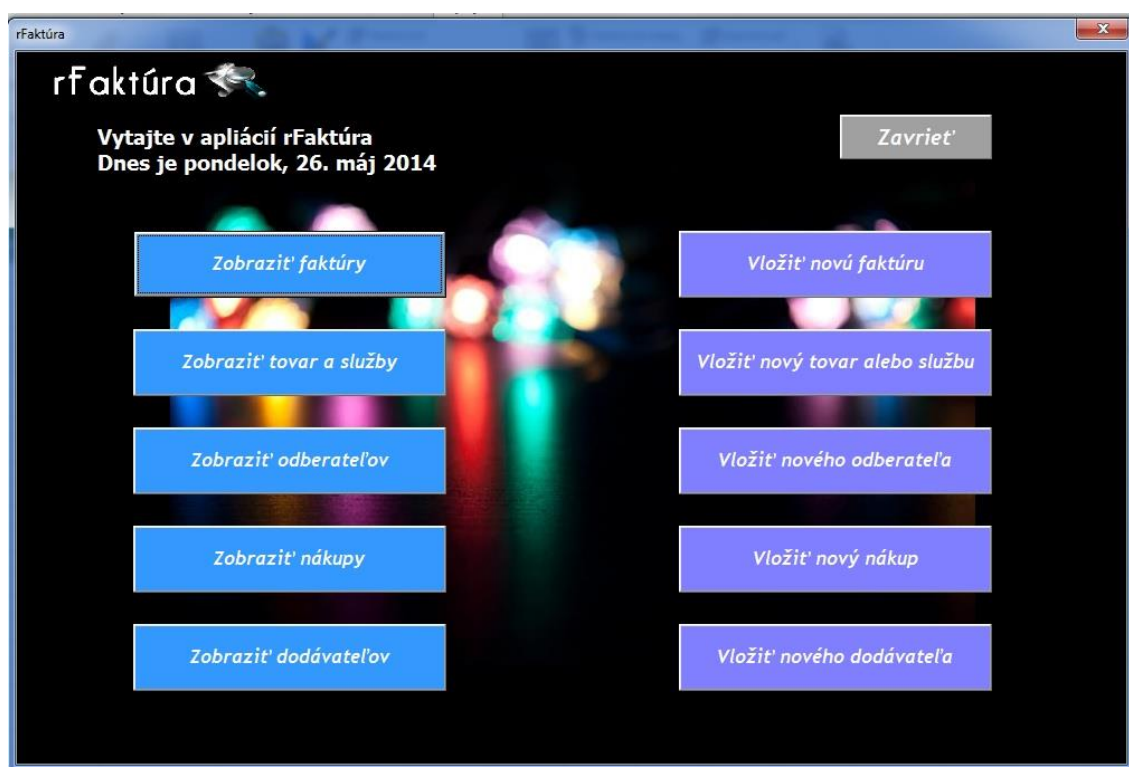 rFaktúra
rFaktúra
Vytajte v apliácíí rFaktúra
Dnes je pondelok, 26. máj 2014
Zavrieť
Zobraziť faktúry
Vložiť novú faktúru
Zobraziť tovar a služby
Vložiť nový tovar alebo službu
Zobraziť odberateľov
Vložiť nového odberateľa
Zobraziť nákupy
Vložiť nový nákup
Zobraziť dodávateľov
Vložiť nového dodávateľa